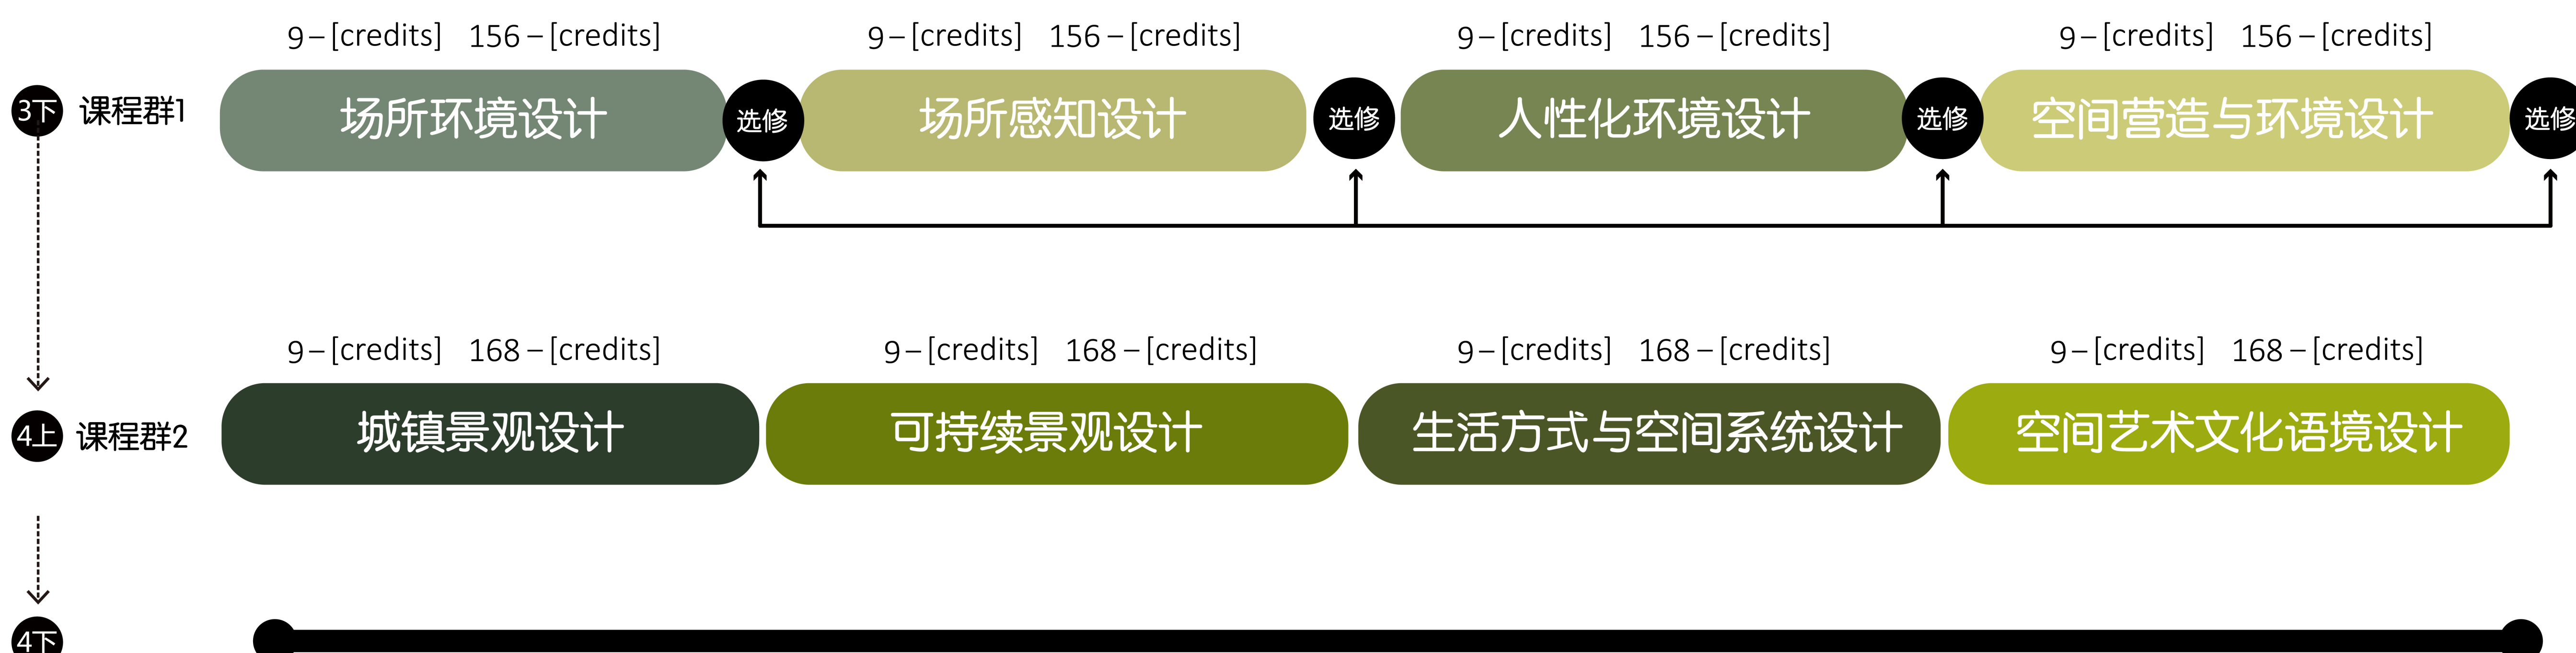 9–[credits] 156–[credits] 9–[credits] 156–[credits] 9–[credits] 156–[credits] 9–[credits] 156–[credits]
3下 课程群1 场所环境设计 选修 场所感知设计 选修 人性化环境设计 选修 空间营造与环境设计 选修
9–[credits] 168–[credits] 9–[credits] 168–[credits] 9–[credits] 168–[credits] 9–[credits] 168–[credits]
4上 课程群2 城镇景观设计 可持续景观设计 生活方式与空间系统设计 空间艺术文化语境设计
4下